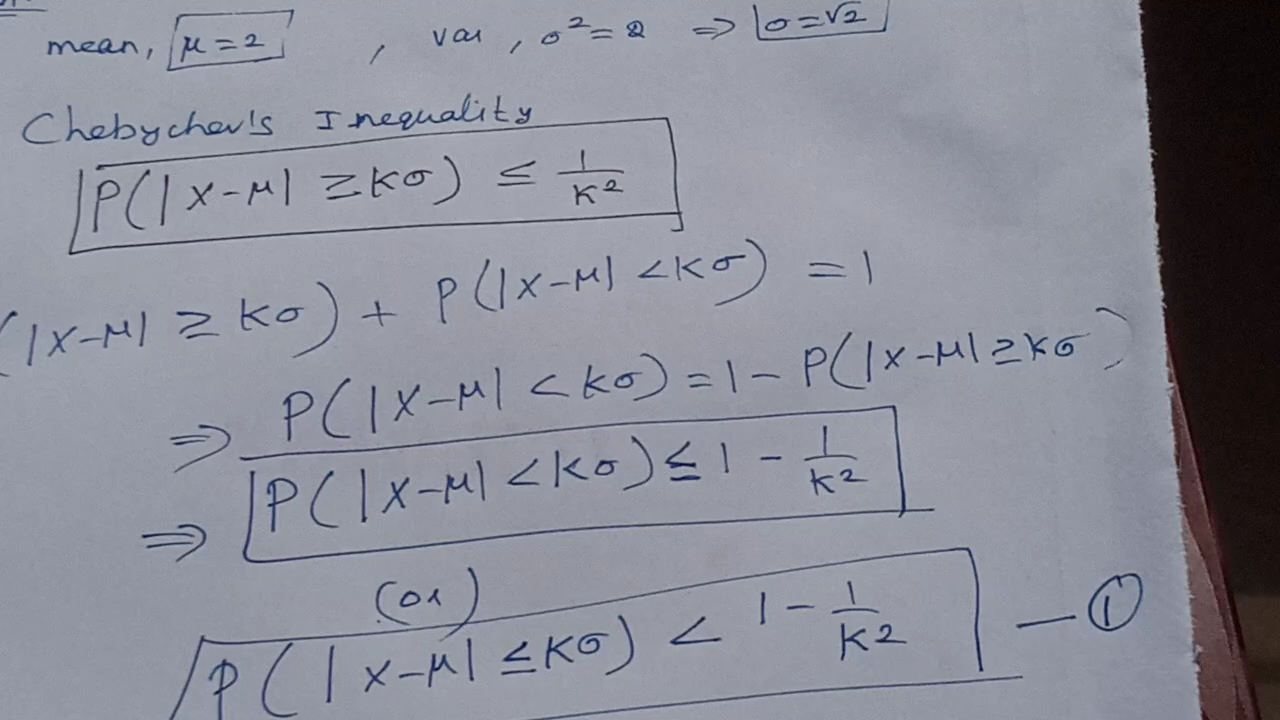 mean, μ = 2 , var, σ² = 2 ⇒ σ = √2
Chebychev's Inequality
P(|X-μ| ≥ kσ) ≤ 1/k²
(|X-μ| ≥ kσ) + P(|X-μ| < kσ) = 1
⇒ P(|X-μ| < kσ) = 1 - P(|X-μ| ≥ kσ)
⇒ P(|X-μ| < kσ) ≤ 1 - 1/k²
(or)
P(|X-μ| ≤ kσ) < 1 - 1/k² — ①